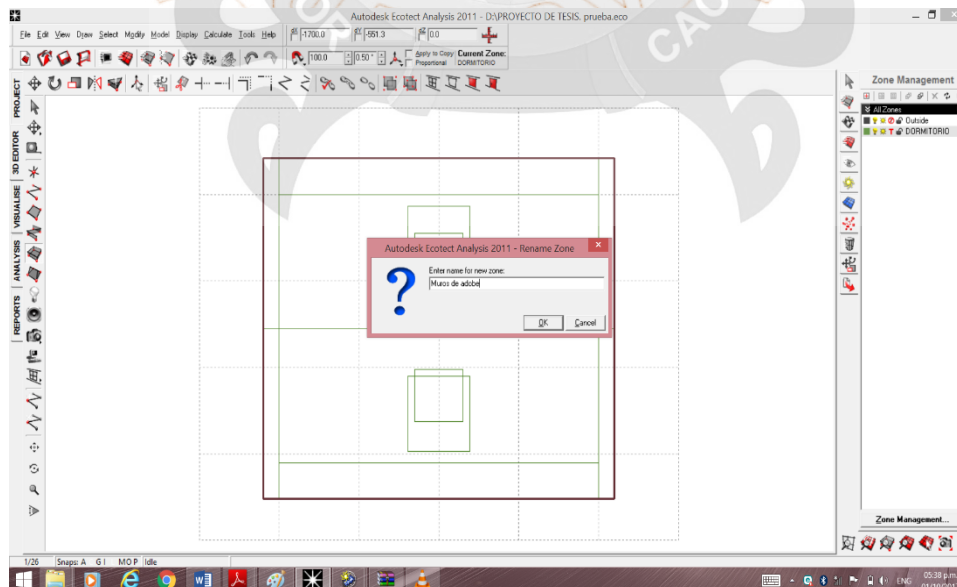 Autodesk Ecotect Analysis 2011 - D:\PROYECTO DE TESIS. prueba.eco
File Edit View Draw Select Modify Model Display Calculate Tools Help
-1700.0
-551.3
0.0
100.0
0.50 °
Apply to Copy
Proportional
Current Zone:
DORMITORIO
PROJECT
3D EDITOR
VISUALISE
ANALYSIS
REPORTS
Zone Management
All Zones
Outside
T DORMITORIO
Autodesk Ecotect Analysis 2011 - Rename Zone
Enter name for new zone:
Muros de adobe
OK Cancel
Zone Management...
1/26 Snaps: A G I M O P Idle
ENG
05:38 p.m.